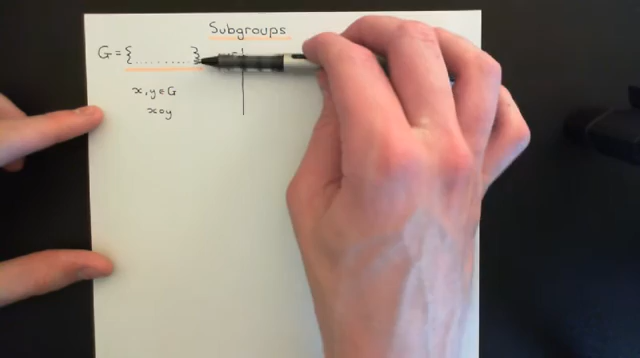 Subgroups
G = {.........}
x, y ∈ G
x∘y